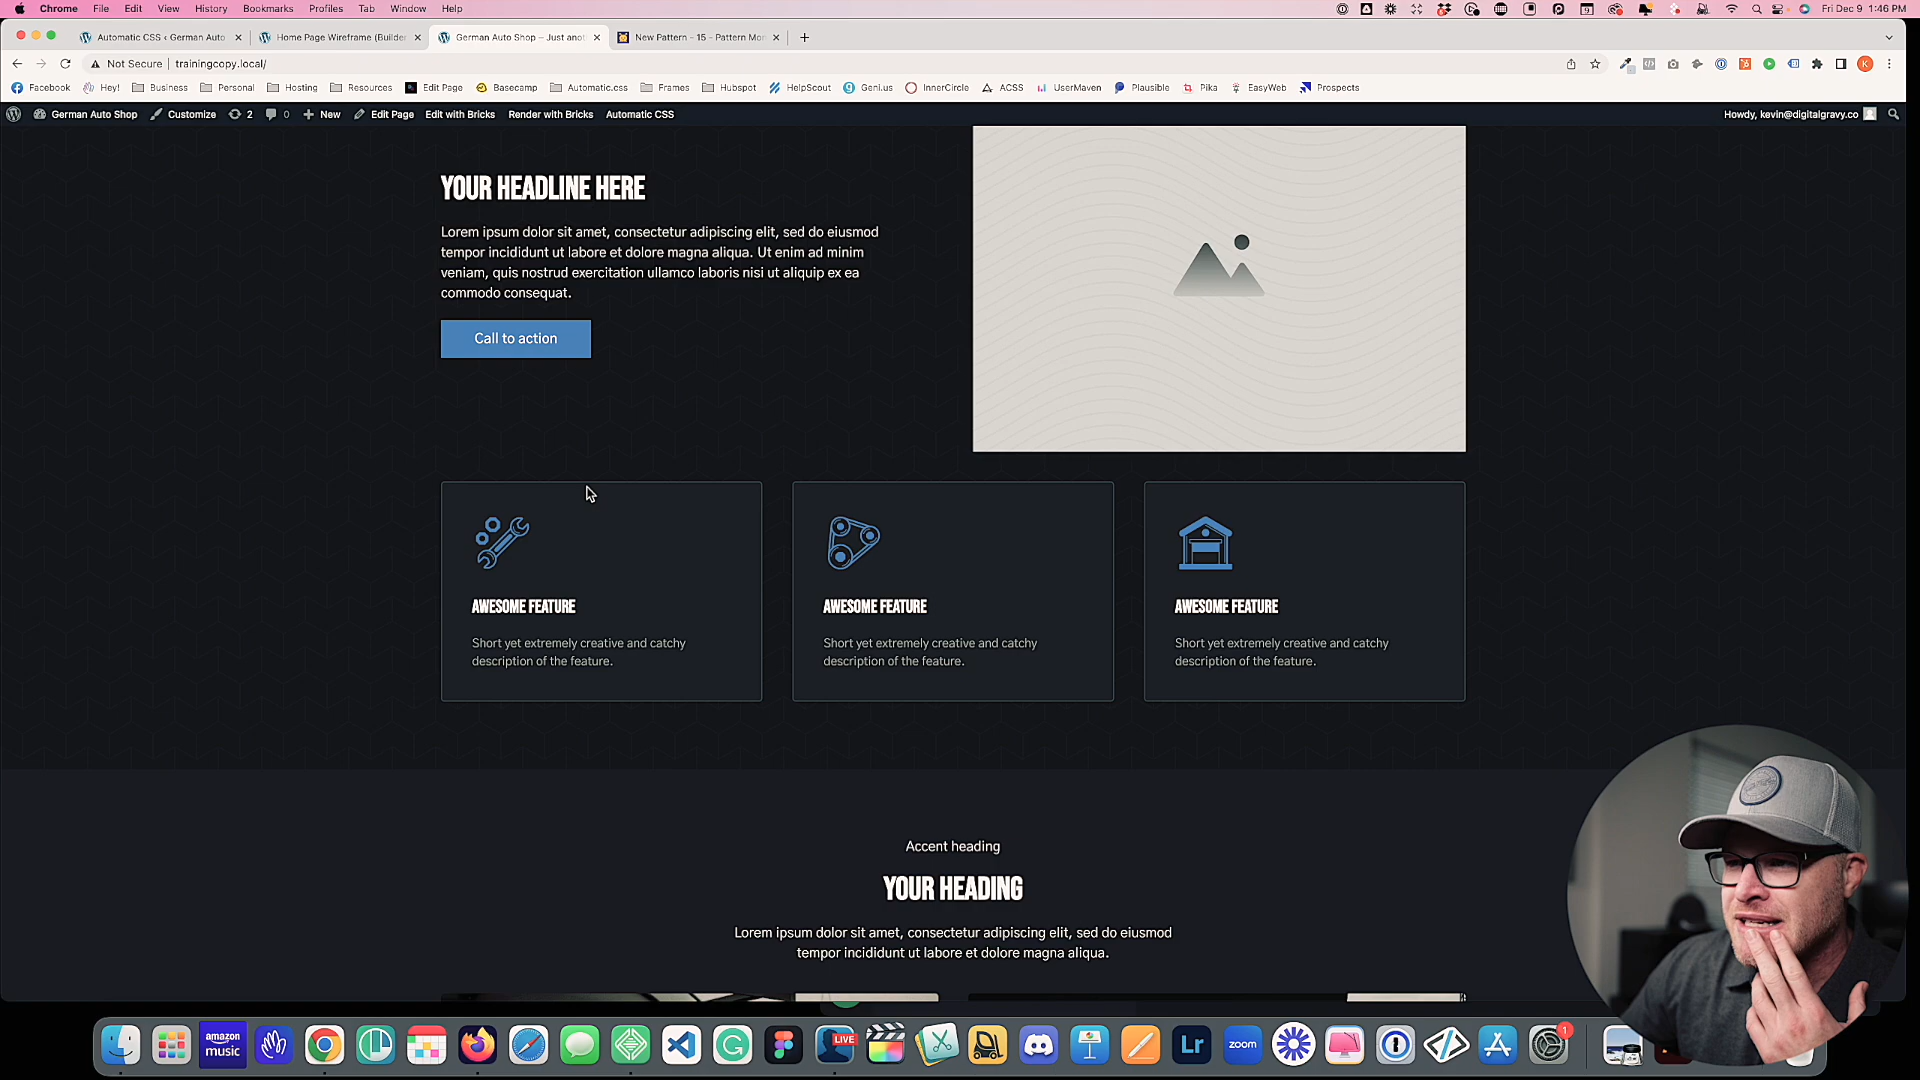 Chrome File Edit View History Bookmarks Profiles Tab Window Help
9
Fri Dec 9 1:46 PM
Automatic CSS ‹ German Auto
Home Page Wireframe (Builder
German Auto Shop – Just anot
New Pattern - 15 - Pattern Mon
Not Secure trainingcopy.local/
K
Facebook Hey! Business Personal Hosting Resources Edit Page Basecamp Automatic.css Frames Hubspot HelpScout Geni.us InnerCircle ACSS UserMaven Plausible Pika EasyWeb Prospects
German Auto Shop Customize 2 0 New Edit Page Edit with Bricks Render with Bricks Automatic CSS
Howdy, kevin@digitalgravy.co
YOUR HEADLINE HERE
Lorem ipsum dolor sit amet, consectetur adipiscing elit, sed do eiusmod
tempor incididunt ut labore et dolore magna aliqua. Ut enim ad minim
veniam, quis nostrud exercitation ullamco laboris nisi ut aliquip ex ea
commodo consequat.
Call to action
AWESOME FEATURE
Short yet extremely creative and catchy
description of the feature.
AWESOME FEATURE
Short yet extremely creative and catchy
description of the feature.
AWESOME FEATURE
Short yet extremely creative and catchy
description of the feature.
Accent heading
YOUR HEADING
Lorem ipsum dolor sit amet, consectetur adipiscing elit, sed do eiusmod
tempor incididunt ut labore et dolore magna aliqua.
amazon
music
LIVE
Lr
zoom
1